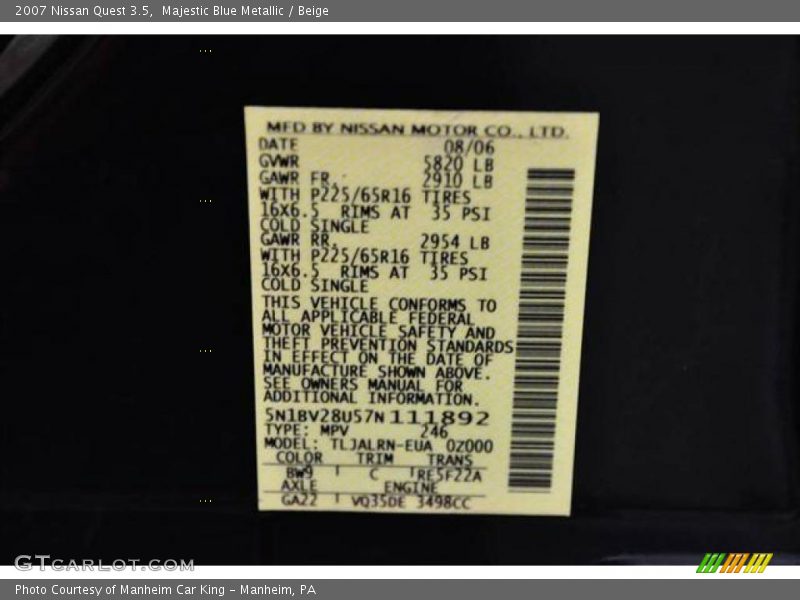 2007 Nissan Quest 3.5,  Majestic Blue Metallic / Beige
MFD BY NISSAN MOTOR CO., LTD.
DATE 08/06
GVWR 5820 LB
GAWR FR. 2910 LB
WITH P225/65R16 TIRES
16X6.5 RIMS AT 35 PSI
COLD SINGLE
GAWR RR. 2954 LB
WITH P225/65R16 TIRES
16X6.5 RIMS AT 35 PSI
COLD SINGLE
THIS VEHICLE CONFORMS TO
ALL APPLICABLE FEDERAL
MOTOR VEHICLE SAFETY AND
THEFT PREVENTION STANDARDS
IN EFFECT ON THE DATE OF
MANUFACTURE SHOWN ABOVE.
SEE OWNERS MANUAL FOR
ADDITIONAL INFORMATION.
5N1BV28U57N111892
TYPE: MPV 246
MODEL: TLJALRN-EUA 0Z000
COLOR TRIM TRANS
BW9 C RE5F22A
AXLE ENGINE
GA22 VQ35DE 3498CC
GTCARLOT.COM
Photo Courtesy of Manheim Car King - Manheim, PA